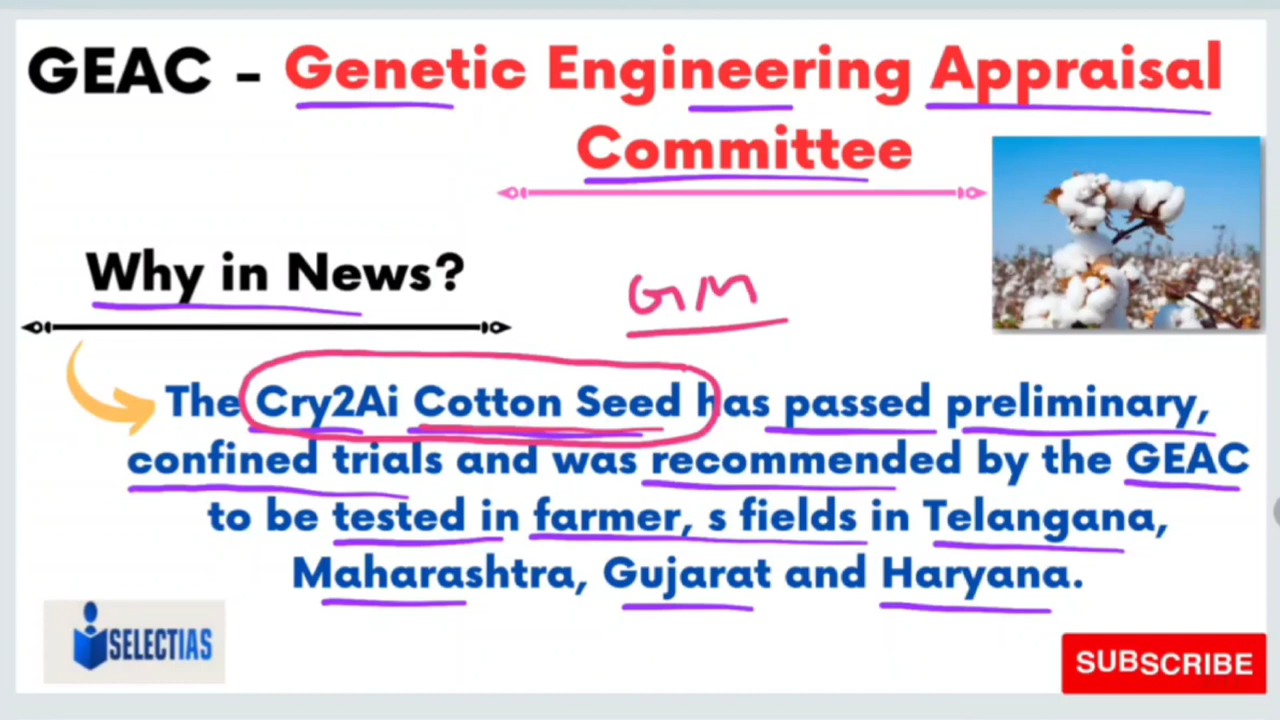 GEAC - Genetic Engineering Appraisal
Committee
Why in News?
GM
The Cry2Ai Cotton Seed has passed preliminary,
confined trials and was recommended by the GEAC
to be tested in farmer, s fields in Telangana,
Maharashtra, Gujarat and Haryana.
SELECTIAS
SUBSCRIBE